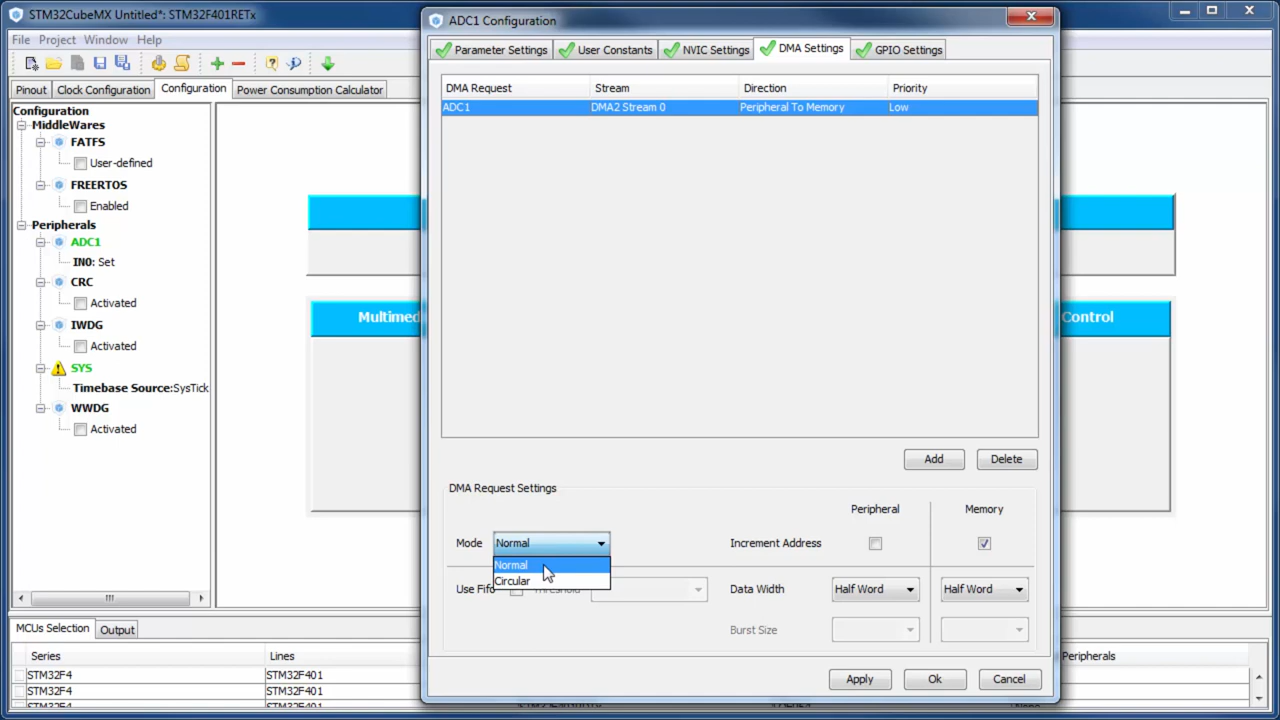 STM32CubeMX Untitled*: STM32F401RETx
File Project Window Help
Pinout Clock Configuration Configuration Power Consumption Calculator
Configuration
MiddleWares
FATFS
User-defined
FREERTOS
Enabled
Peripherals
ADC1
IN0: Set
CRC
Activated
IWDG
Activated
SYS
Timebase Source:SysTick
WWDG
Activated
Multimed
Control
ADC1 Configuration
Parameter Settings User Constants NVIC Settings DMA Settings GPIO Settings
DMA Request Stream Direction Priority
ADC1 DMA2 Stream 0 Peripheral To Memory Low
Add Delete
DMA Request Settings
Peripheral Memory
Mode Normal Increment Address
Normal
Circular
Use Fifo Threshold Data Width Half Word Half Word
Burst Size
Apply Ok Cancel
MCUs Selection Output
Series Lines Peripherals
STM32F4 STM32F401
STM32F4 STM32F401
STM32F4 STM32F401